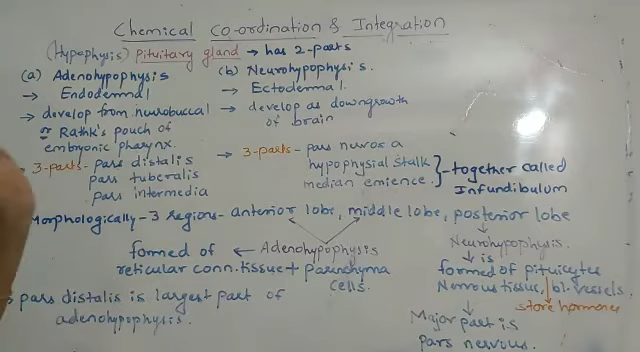 Chemical Co-ordination & Integration
(Hypophysis) Pituitary gland → has 2-parts
(a) Adenohypophysis
→ Endodermal
→ develop from neurobuccal
or Rathk's pouch of
embryonic pharynx.
3-parts - pars distalis
pars tuberalis
pars intermedia
(b) Neurohypophysis.
→ Ectodermal.
→ develop as downgrowth
of brain
→ 3-parts - pars nurosa
hypophysial stalk
median emience. } - together called
Infundibulum
Morphologically - 3 regions - anterior lobe, middle lobe, posterior lobe
formed of ← Adenohypophysis
reticular conn. tissue + parenchyma
cells.
Neurohypophysis.
↓ is
formed of pituicytes
Nervous tissue, bl. vessels.
store hormones
Major part is
pars nervous.
pars distalis is largest part of
adenohypophysis.